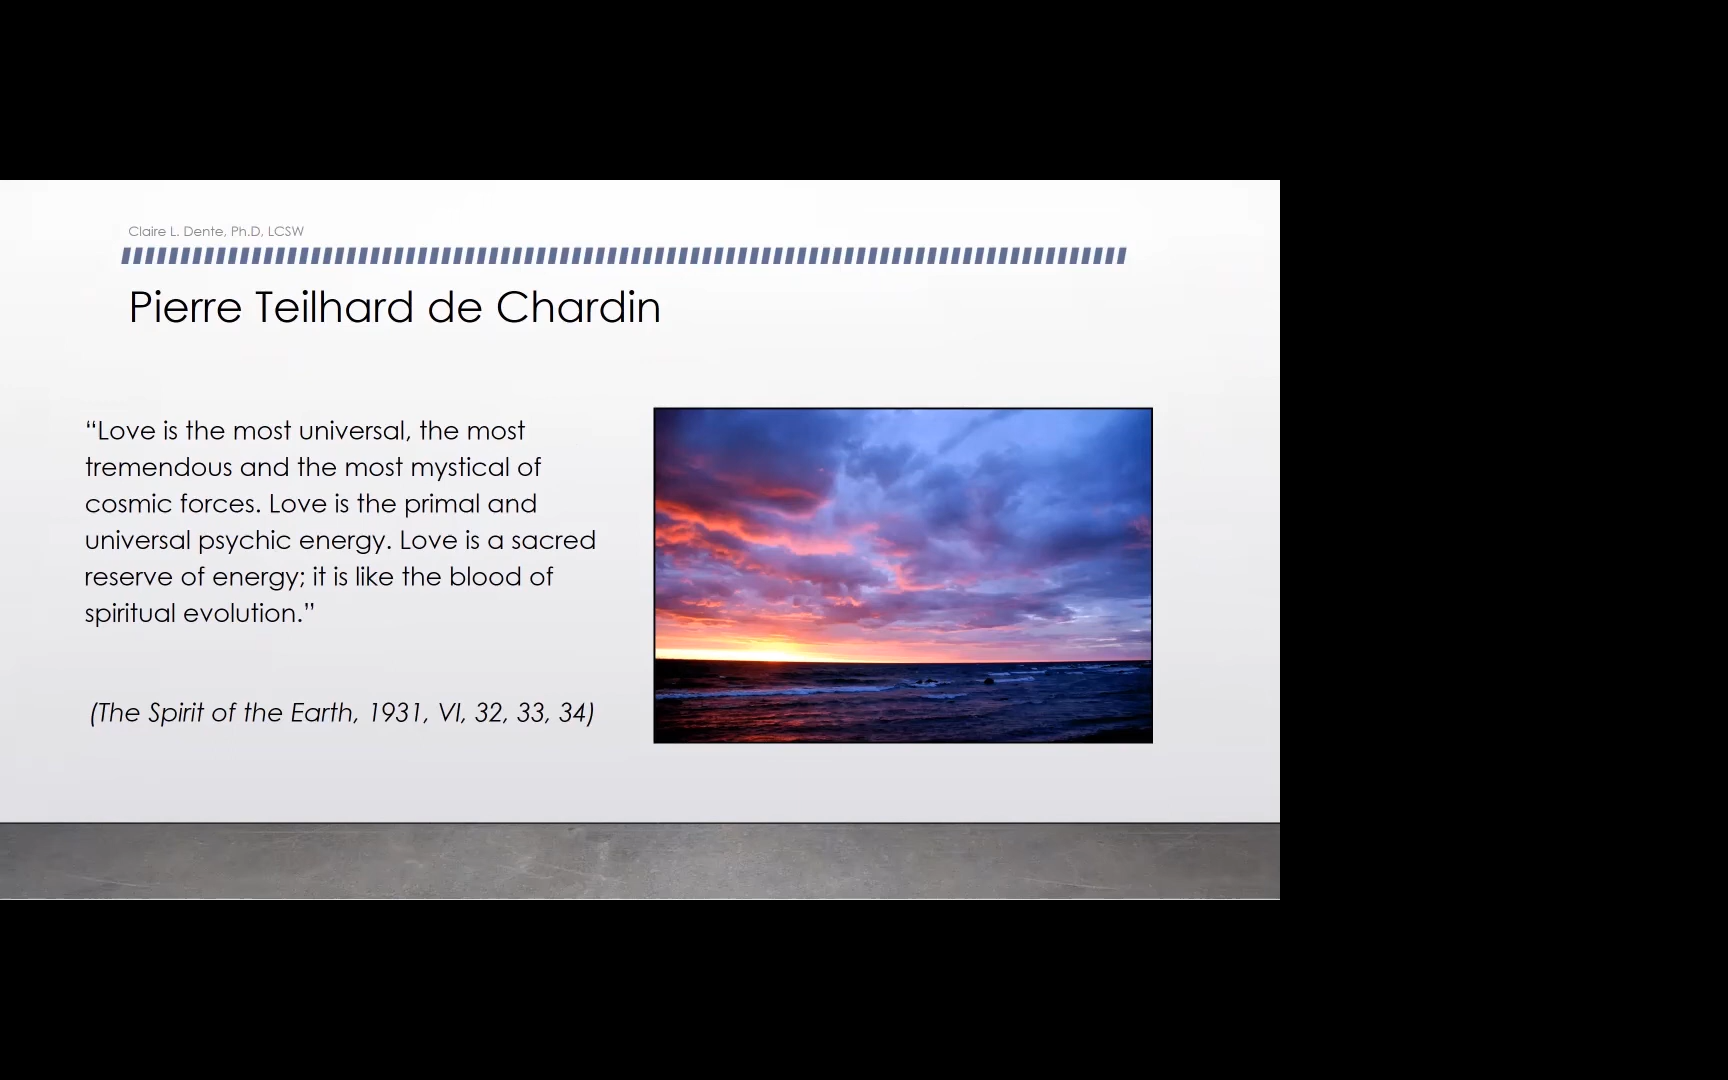 Claire L. Dente, Ph.D, LCSW
Pierre Teilhard de Chardin
“Love is the most universal, the most
tremendous and the most mystical of
cosmic forces. Love is the primal and
universal psychic energy. Love is a sacred
reserve of energy; it is like the blood of
spiritual evolution.”
(The Spirit of the Earth, 1931, VI, 32, 33, 34)